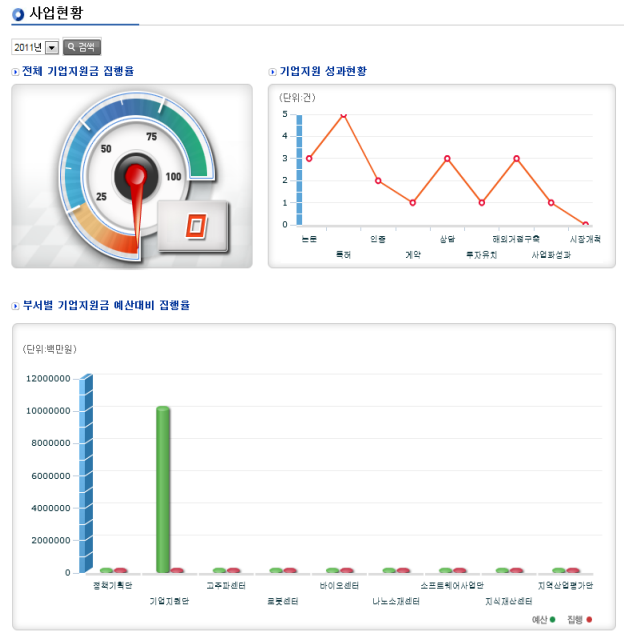 사업현황
2011년 검색
전체 기업지원금 집행율
기업지원 성과현황
75
50
100
25
0
(단위:건)
5
4
3
2
1
0
논문 인증 상담 해외거점구축 시장개척
특허 계약 투자유치 사업화성과
부서별 기업지원금 예산대비 집행율
(단위:백만원)
12000000
10000000
8000000
6000000
4000000
2000000
0
정책기획단 고주파센터 바이오센터 소프트웨어사업단 지역산업평가단
기업지원단 로봇센터 나노소재센터 지식재산센터
예산 집행